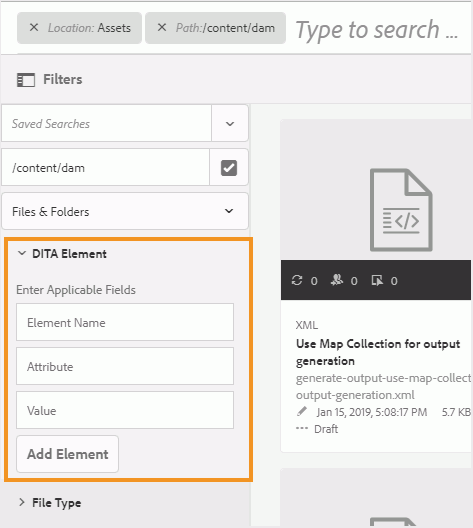 ✕ Location: Assets ✕ Path:/content/dam Type to search ...
Filters
Saved Searches
/content/dam
Files & Folders
DITA Element
Enter Applicable Fields
Element Name
Attribute
Value
Add Element
File Type
</>
0 0 0
XML
Use Map Collection for output
generation
generate-output-use-map-collect
output-generation.xml
Jan 15, 2019, 5:08:17 PM 5.7 KB
Draft